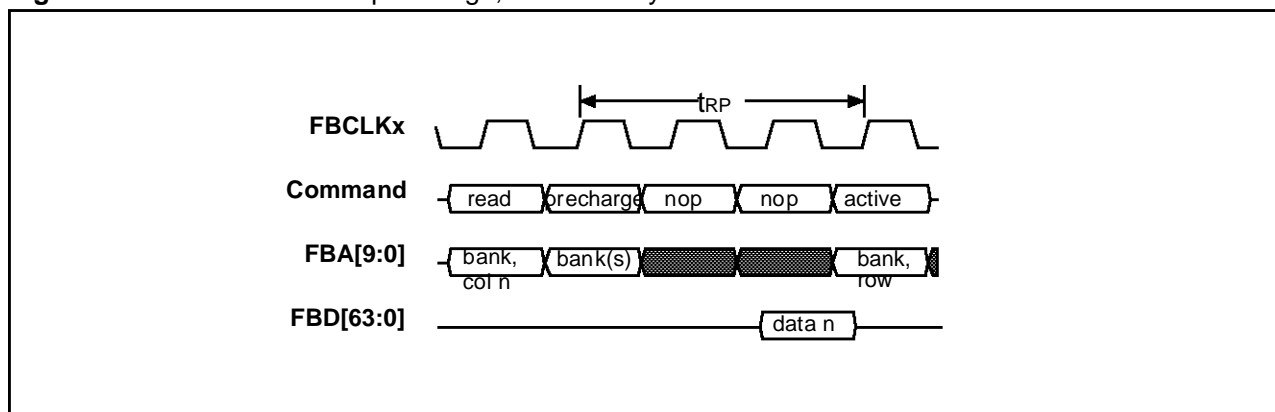 tRP
FBCLKx
Command
read
precharge
nop
nop
active
FBA[9:0]
bank,
col n
bank(s)
bank,
row
FBD[63:0]
data n